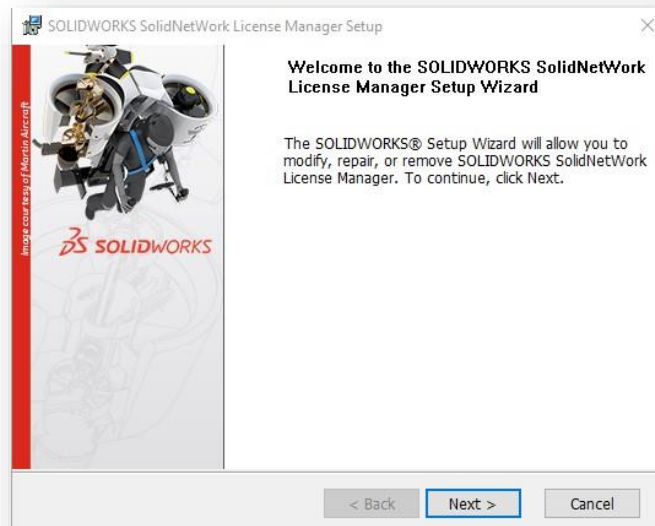 SOLIDWORKS SolidNetWork License Manager Setup
Image courtesy of Martin Aircraft
Welcome to the SOLIDWORKS SolidNetWork
License Manager Setup Wizard
The SOLIDWORKS® Setup Wizard will allow you to
modify, repair, or remove SOLIDWORKS SolidNetWork
License Manager. To continue, click Next.
SOLIDWORKS
< Back Next > Cancel